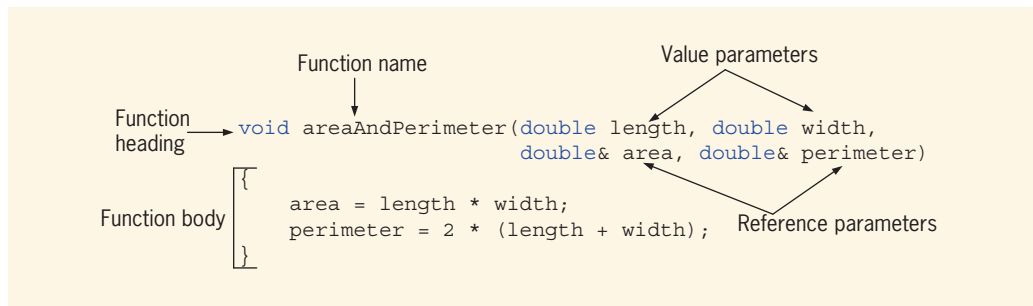 Function name
Value parameters
Function
heading
void areaAndPerimeter(double length, double width,
double& area, double& perimeter)
{
Function body
area = length * width;
perimeter = 2 * (length + width);
Reference parameters
}